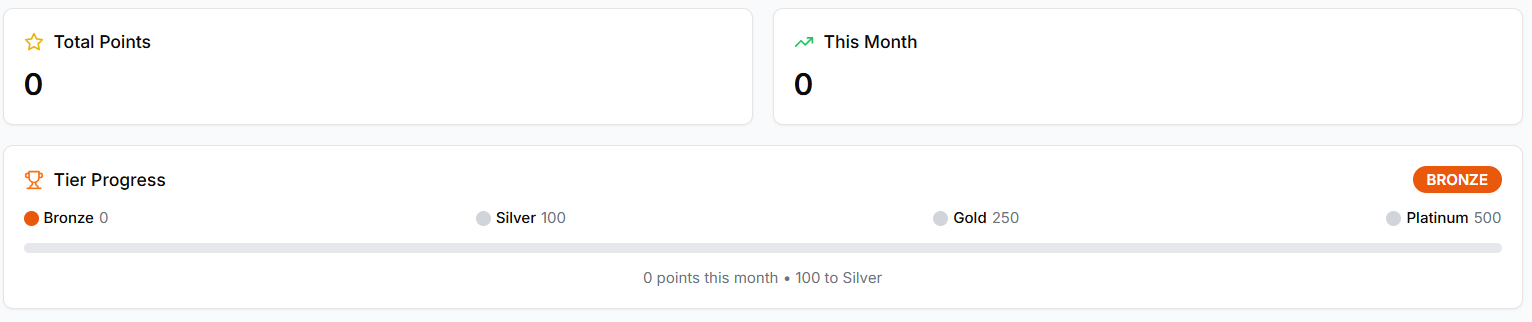 Total Points
0
This Month
0
Tier Progress
BRONZE
Bronze 0
Silver 100
Gold 250
Platinum 500
0 points this month • 100 to Silver